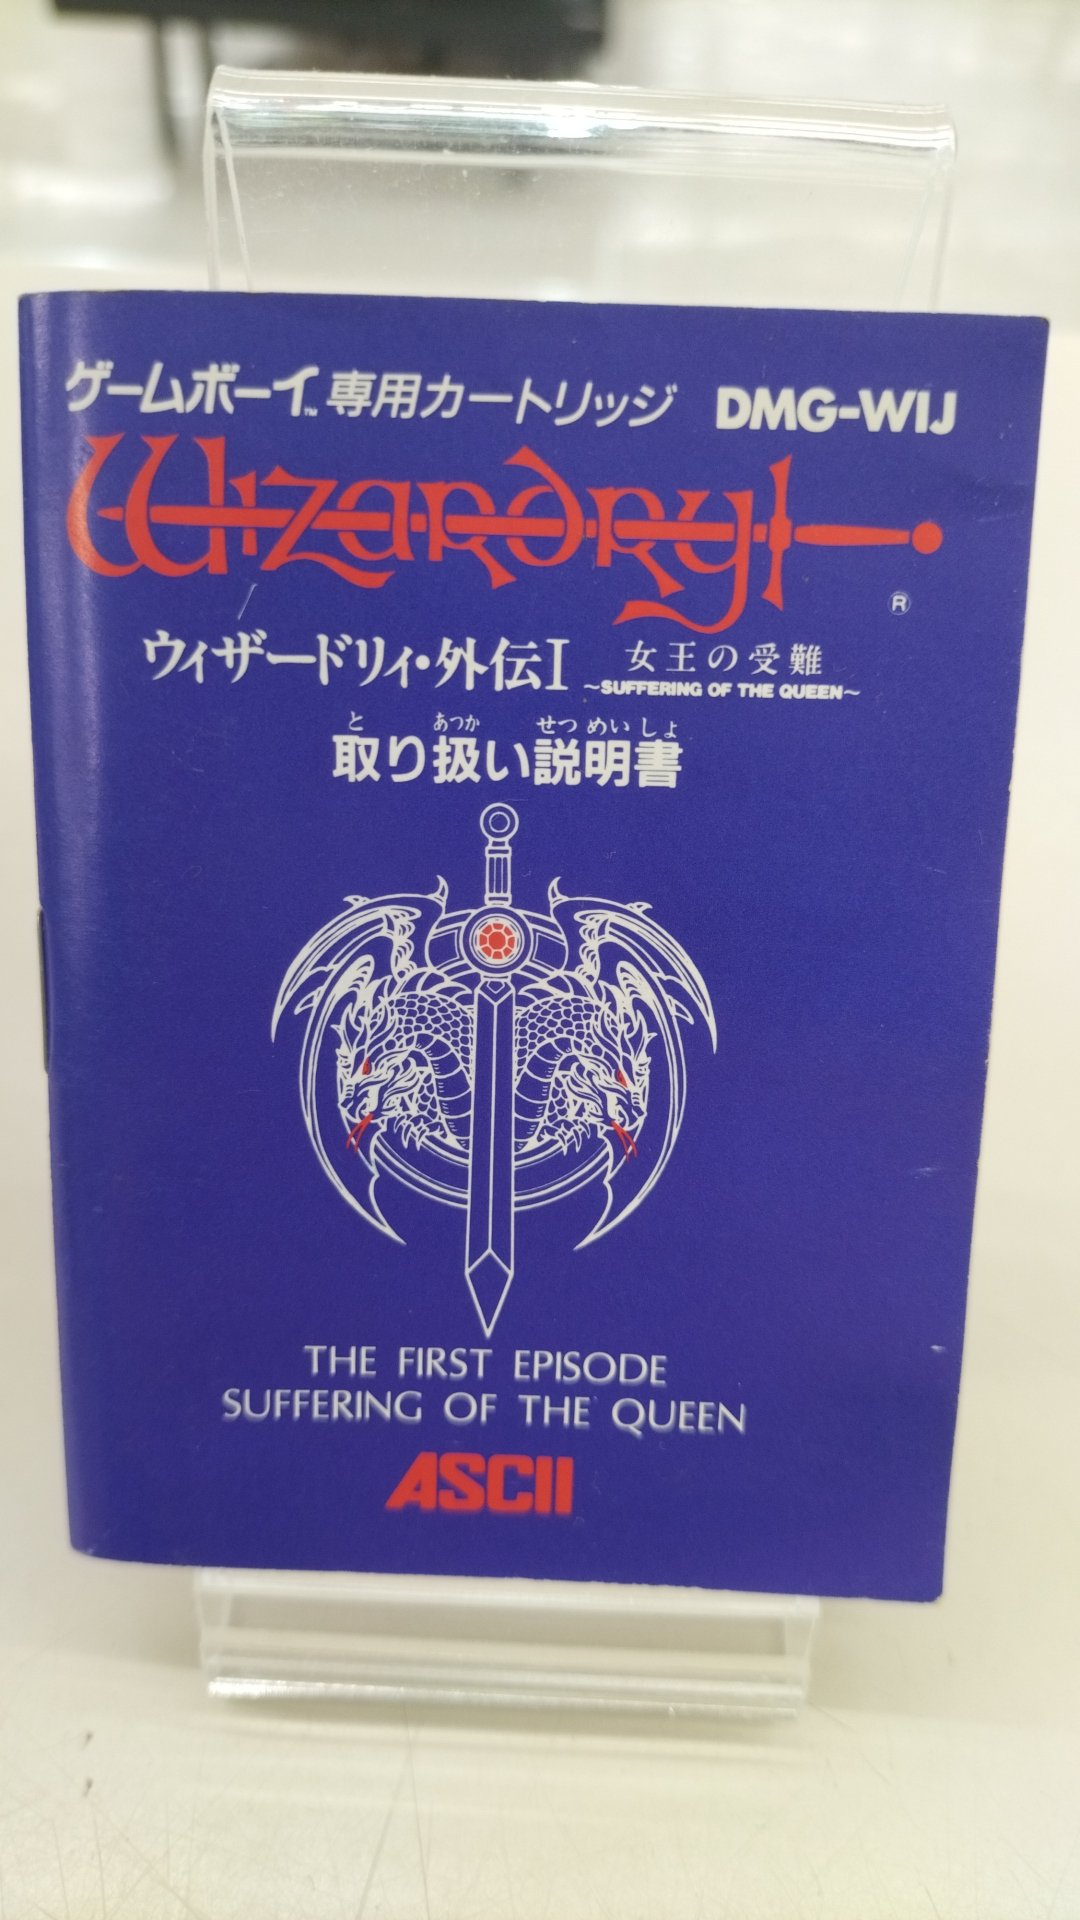 ゲームボーイ™専用カートリッジ DMG-WIJ
Wizardry®
ウィザードリィ・外伝I 女王の受難
~SUFFERING OF THE QUEEN~
と あつか せつ めい しょ
取り扱い説明書
THE FIRST EPISODE
SUFFERING OF THE QUEEN
ASCII